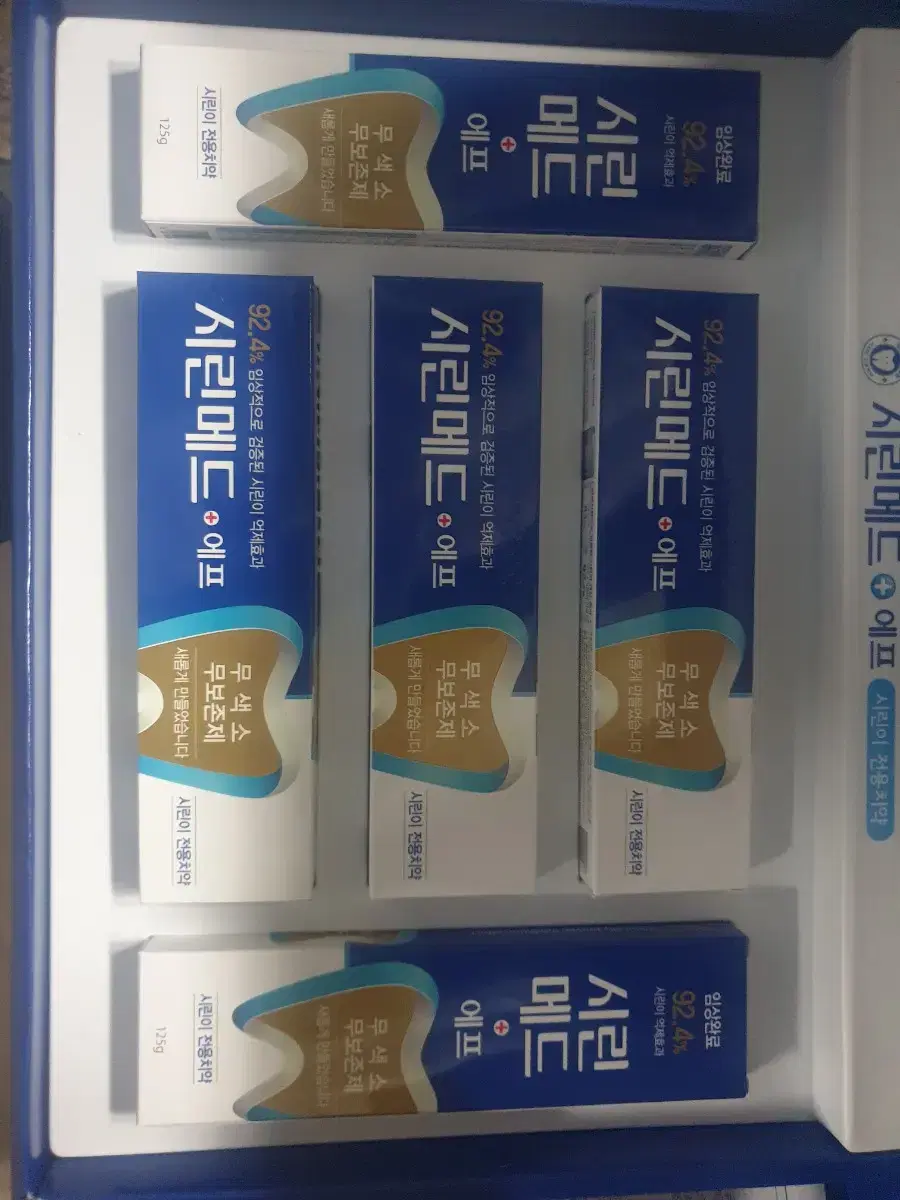 임상완료
92.4%
시린이 억제효과
시린
메드
+
에프
무 색 소
무보존제
새롭게 만들었습니다
시린이 전용치약
125g
92.4% 임상적으로 검증된 시린이 억제효과
시린메드+에프
무 색 소
무보존제
새롭게 만들었습니다
시린이 전용치약
92.4% 임상적으로 검증된 시린이 억제효과
시린메드+에프
무 색 소
무보존제
새롭게 만들었습니다
시린이 전용치약
92.4% 임상적으로 검증된 시린이 억제효과
시린메드+에프
무 색 소
무보존제
새롭게 만들었습니다
시린이 전용치약
임상완료
92.4%
시린이 억제효과
시린
메드
+
에프
무 색 소
무보존제
새롭게 만들었습니다
시린이 전용치약
125g
시린메드+에프 시린이 전용치약